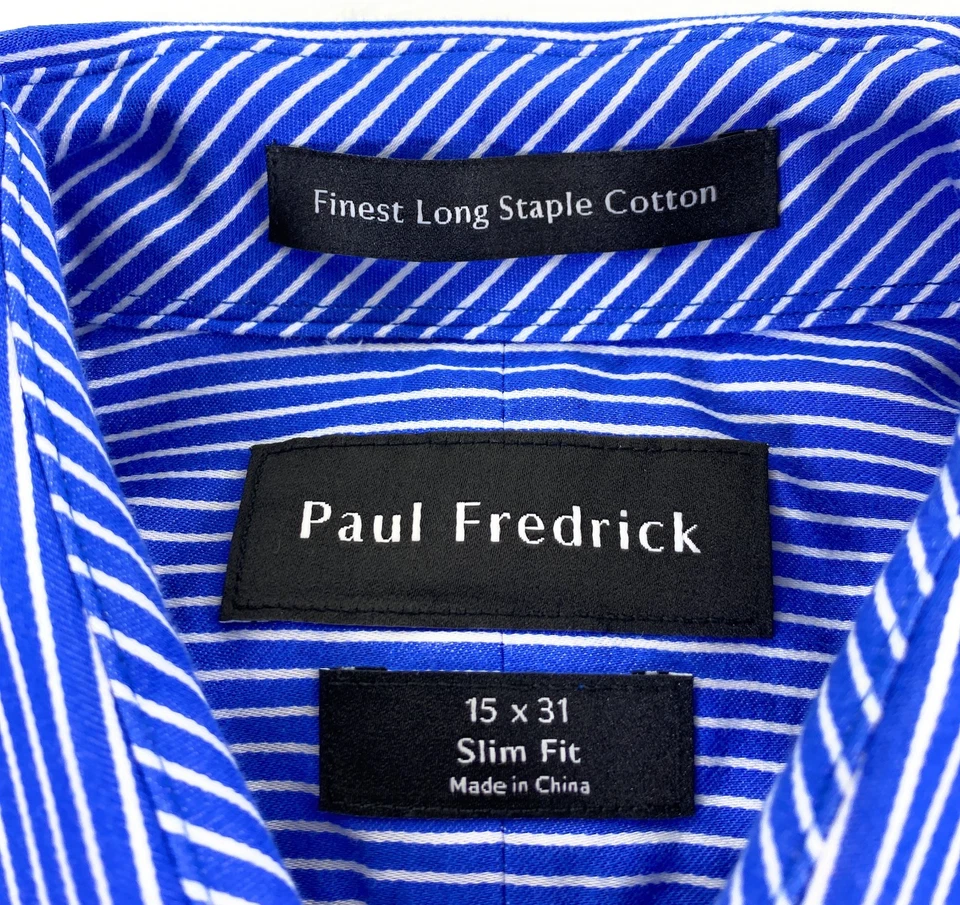 Finest Long Staple Cotton
Paul Fredrick
15 x 31
Slim Fit
Made in China